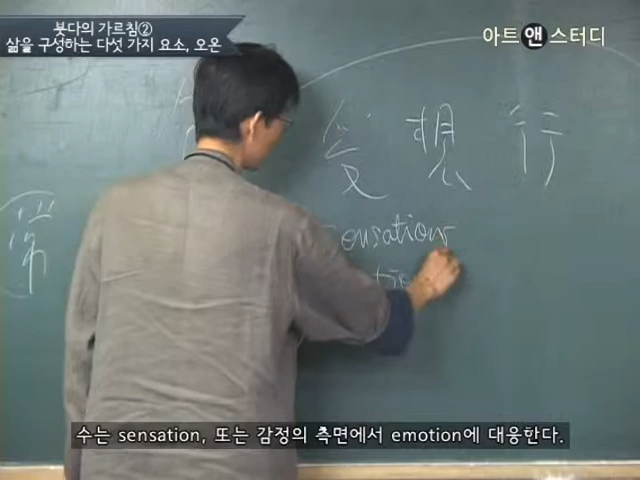 붓다의 가르침②
삶을 구성하는 다섯 가지 요소, 오온
아트앤스터디
受 想 行
常
sensation
수는 sensation, 또는 감정의 측면에서 emotion에 대응한다.